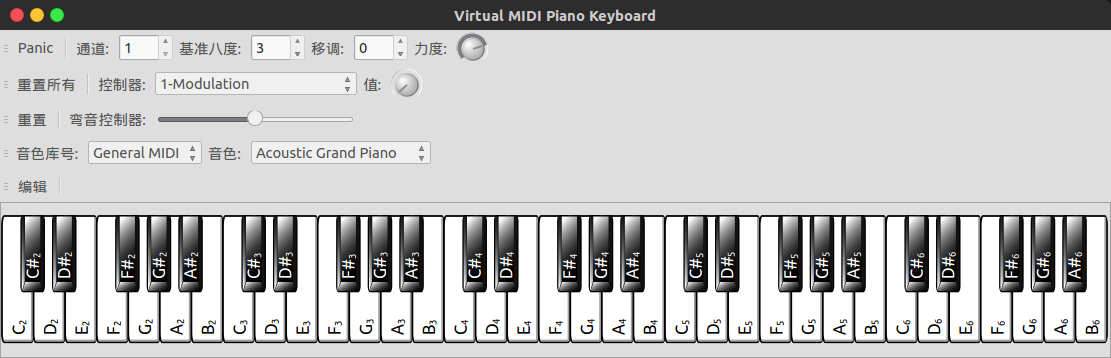 Virtual MIDI Piano Keyboard
Panic 通道: 1 基准八度: 3 移调: 0 力度:
重置所有 控制器: 1-Modulation 值:
重置 弯音控制器:
音色库号: General MIDI 音色: Acoustic Grand Piano
编辑
C#2 D#2 F#2 G#2 A#2 C#3 D#3 F#3 G#3 A#3 C#4 D#4 F#4 G#4 A#4 C#5 D#5 F#5 G#5 A#5 C#6 D#6 F#6 G#6 A#6
C2 D2 E2 F2 G2 A2 B2 C3 D3 E3 F3 G3 A3 B3 C4 D4 E4 F4 G4 A4 B4 C5 D5 E5 F5 G5 A5 B5 C6 D6 E6 F6 G6 A6 B6